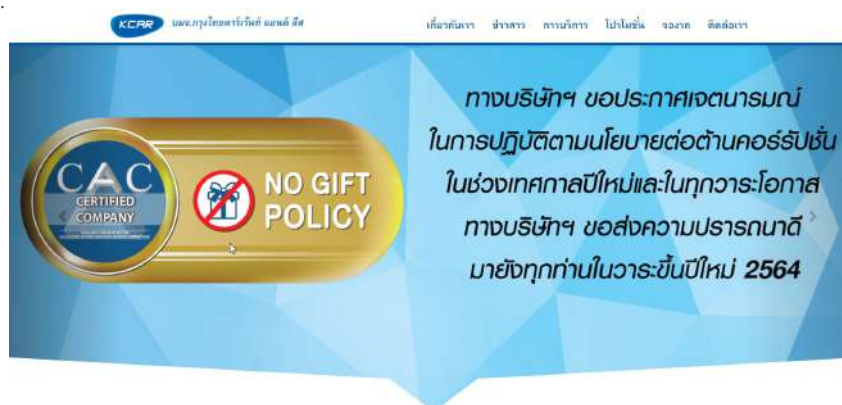 KCAR บมจ.กรุงไทยคาร์เร้นท์ แอนด์ ลีส เกี่ยวกับเรา ข่าวสาร การบริการ โปรโมชั่น จองรถ ติดต่อเรา
ทางบริษัทฯ ขอประกาศเจตนารมณ์
ในการปฏิบัติตามนโยบายต่อต้านคอร์รัปชั่น
ในช่วงเทศกาลปีใหม่และในทุกวาระโอกาส
ทางบริษัทฯ ขอส่งความปรารถนาดี
มายังทุกท่านในวาระขึ้นปีใหม่ 2564
CAC
CERTIFIED
COMPANY
NO GIFT
POLICY